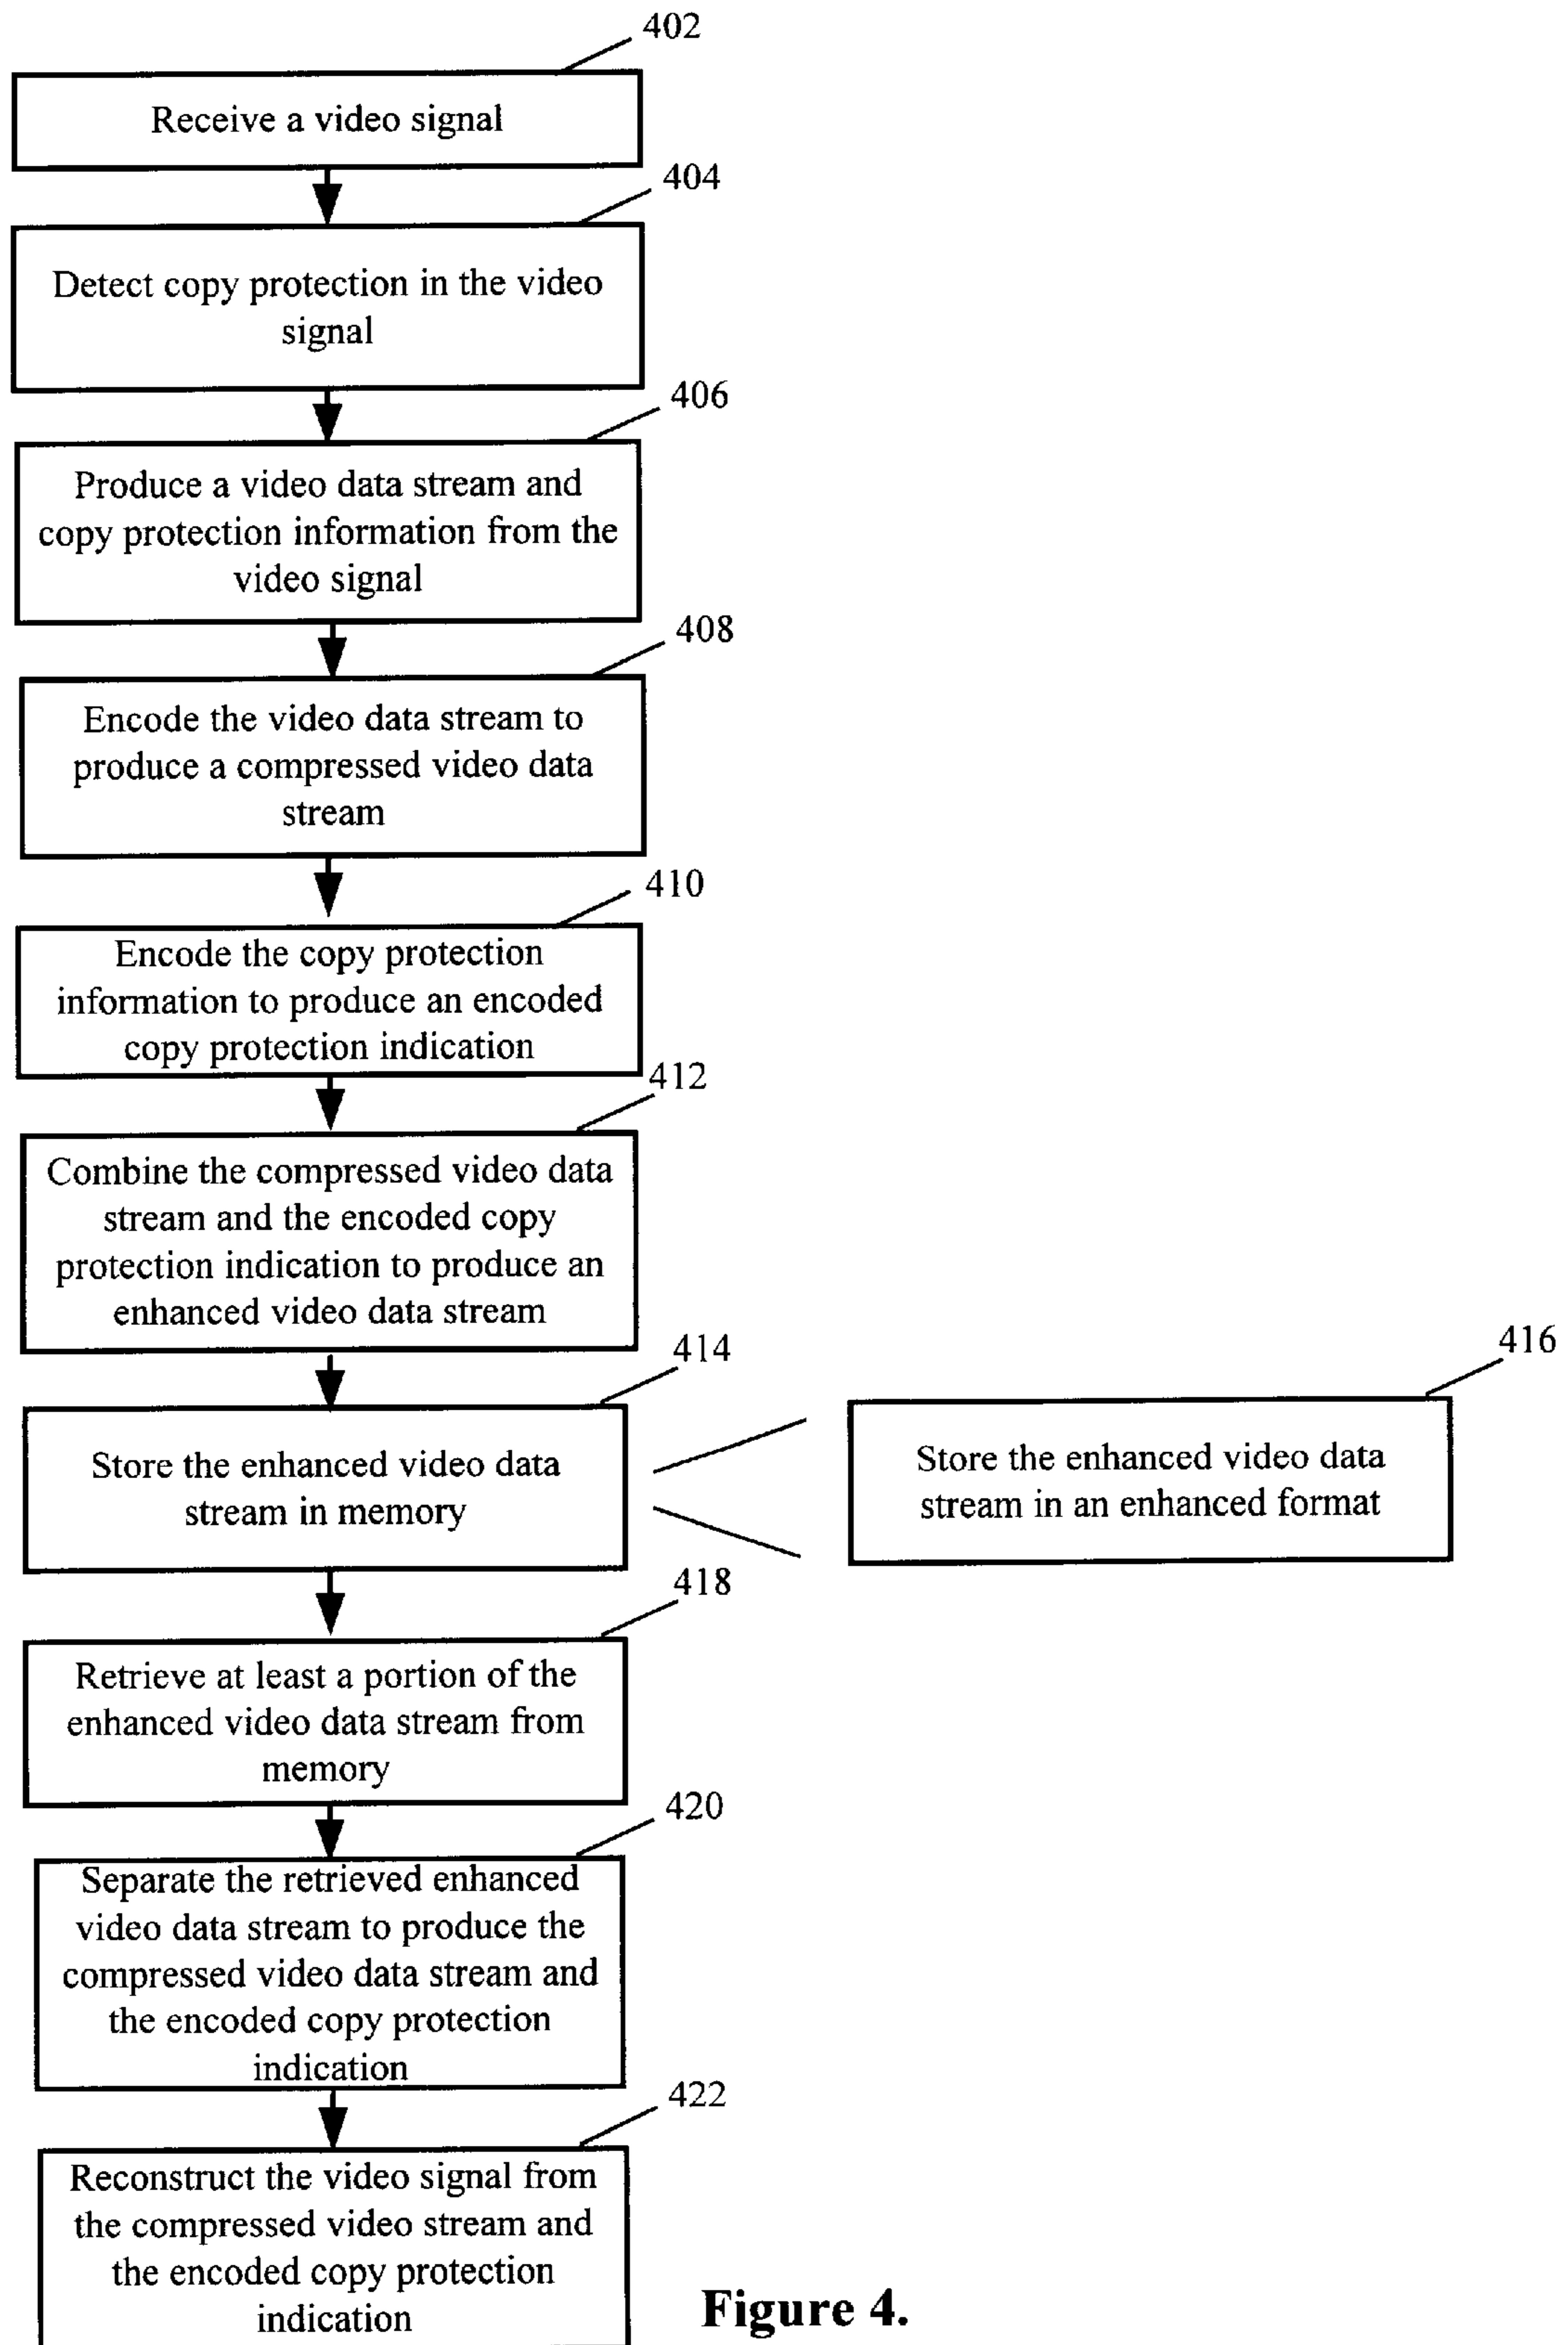 402
Receive a video signal
404
Detect copy protection in the video
signal
406
Produce a video data stream and
copy protection information from the
video signal
408
Encode the video data stream to
produce a compressed video data
stream
410
Encode the copy protection
information to produce an encoded
copy protection indication
412
Combine the compressed video data
stream and the encoded copy
protection indication to produce an
enhanced video data stream
414
Store the enhanced video data
stream in memory
416
Store the enhanced video data
stream in an enhanced format
418
Retrieve at least a portion of the
enhanced video data stream from
memory
420
Separate the retrieved enhanced
video data stream to produce the
compressed video data stream and
the encoded copy protection
indication
422
Reconstruct the video signal from
the compressed video stream and
the encoded copy protection
indication
Figure 4.